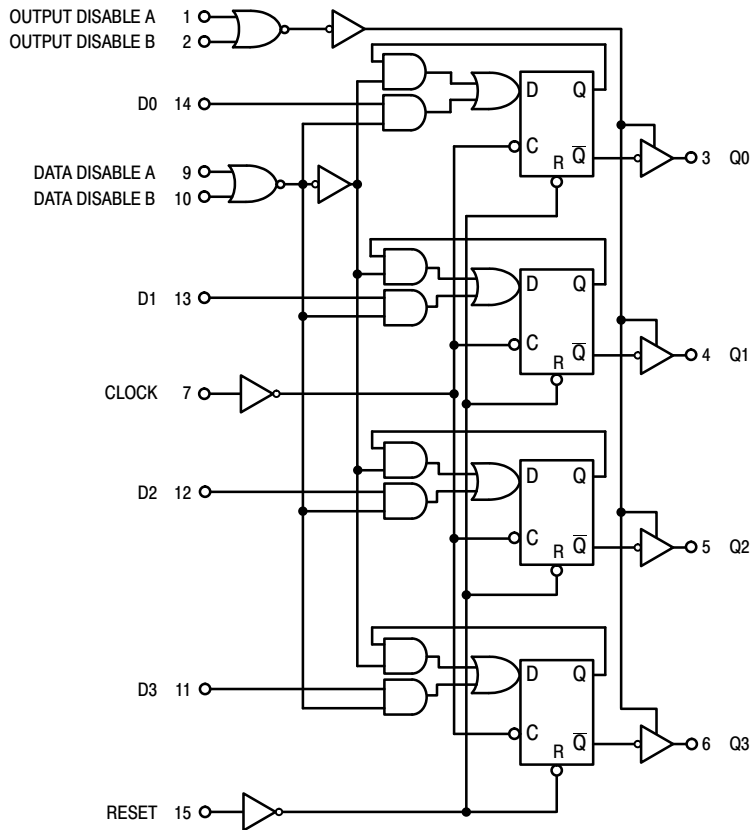 OUTPUT DISABLE A 1
OUTPUT DISABLE B 2
D Q
D0 14
C Q̅ 3 Q0
R
DATA DISABLE A 9
DATA DISABLE B 10
D Q
D1 13
C Q̅ 4 Q1
R
CLOCK 7
D Q
D2 12
C Q̅ 5 Q2
R
D Q
D3 11
C Q̅ 6 Q3
R
RESET 15